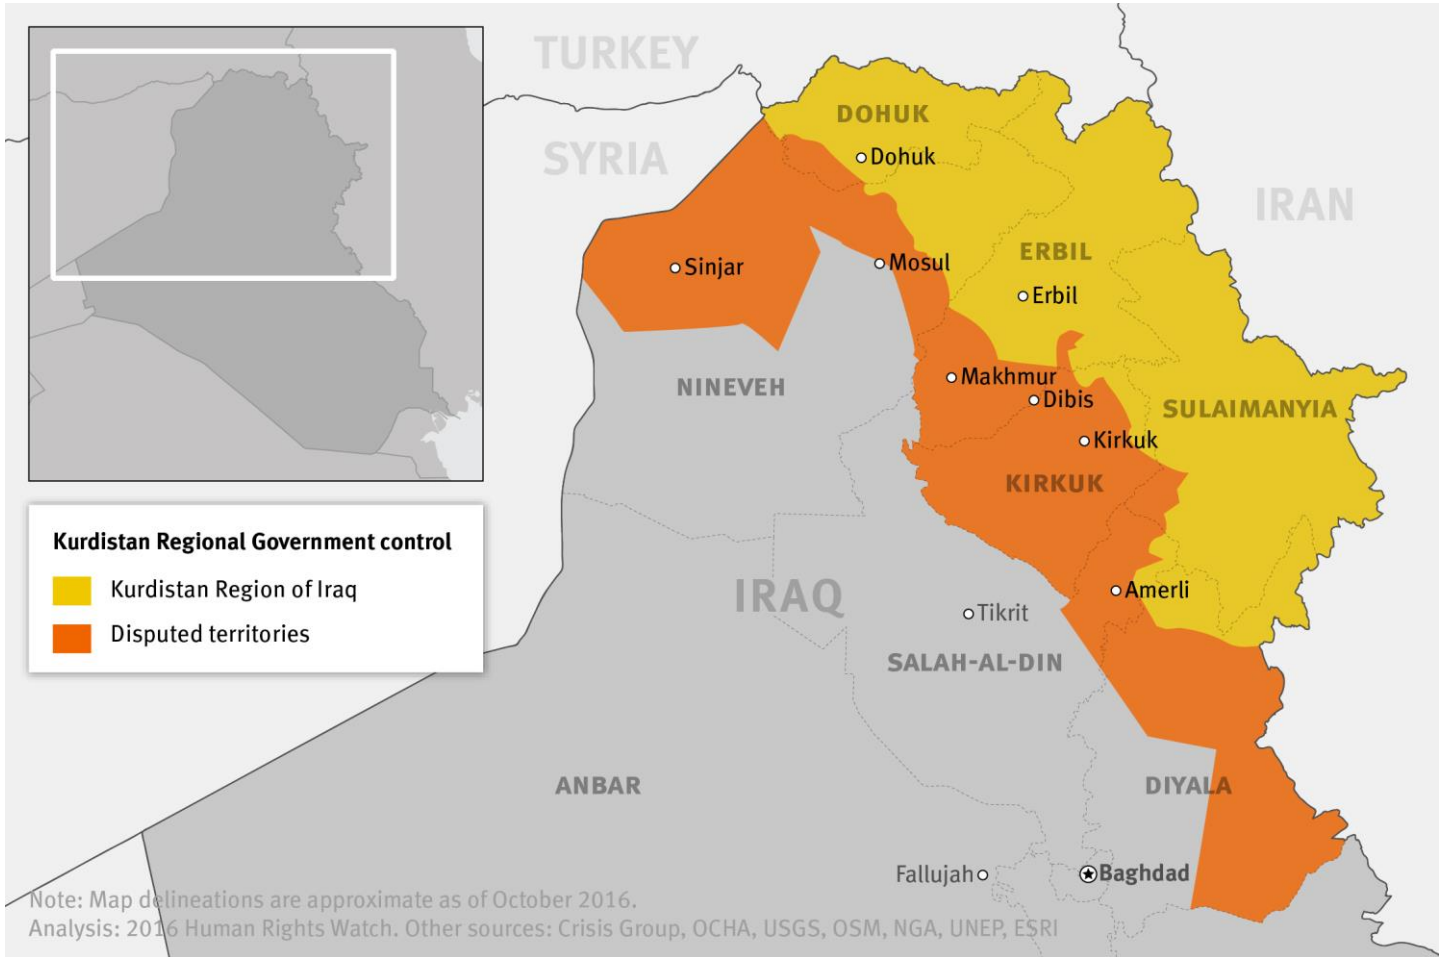 TURKEY
SYRIA
IRAN
DOHUK
Dohuk
ERBIL
Erbil
Sinjar
Mosul
NINEVEH
Makhmur
Dibis
SULAIMANYIA
Kirkuk
KIRKUK
Kurdistan Regional Government control
Kurdistan Region of Iraq
Disputed territories
IRAQ
Amerli
Tikrit
SALAH-AL-DIN
ANBAR
DIYALA
Fallujah
Baghdad
Note: Map delineations are approximate as of October 2016.
Analysis: 2016 Human Rights Watch. Other sources: Crisis Group, OCHA, USGS, OSM, NGA, UNEP, ESRI